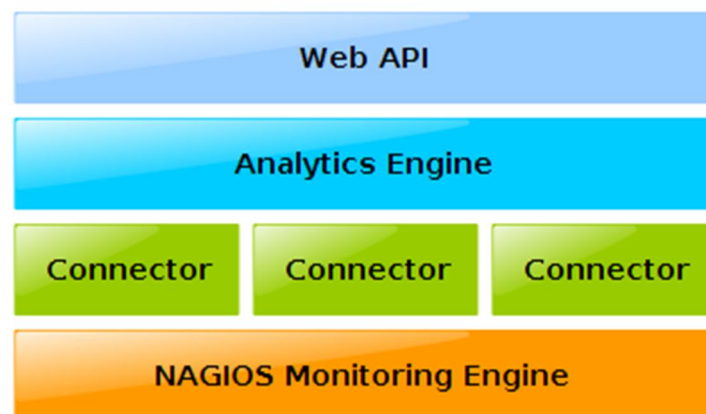 Web API
Analytics Engine
Connector Connector Connector
NAGIOS Monitoring Engine